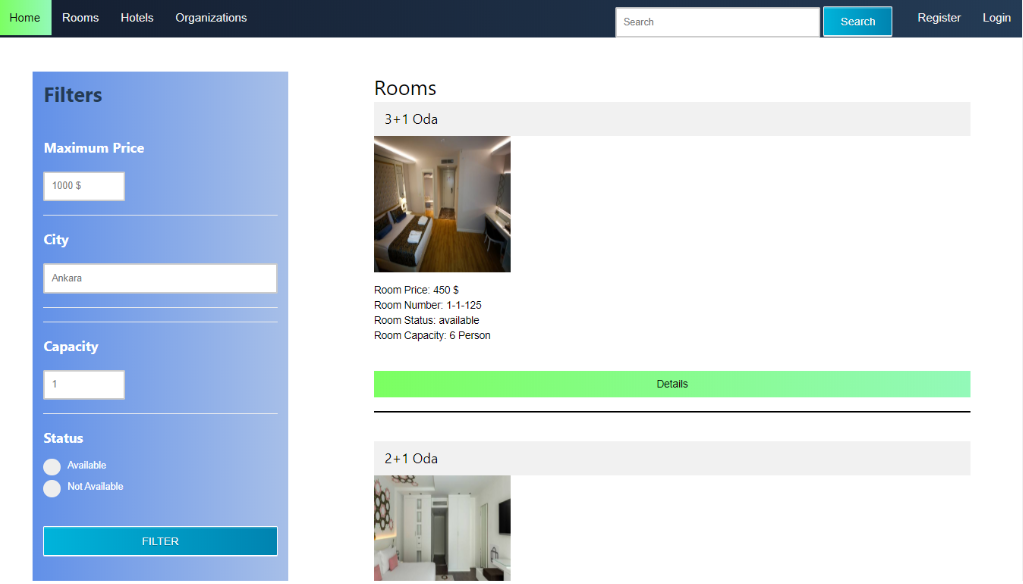 Home Rooms Hotels Organizations Search Search Register Login
Filters
Maximum Price
1000 $
City
Ankara
Capacity
1
Status
Available
Not Available
FILTER
Rooms
3+1 Oda
Room Price: 450 $
Room Number: 1-1-125
Room Status: available
Room Capacity: 6 Person
Details
2+1 Oda